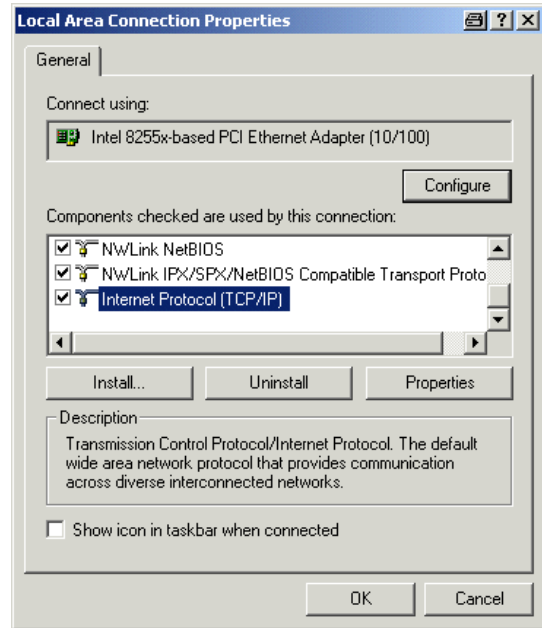 Local Area Connection Properties
General
Connect using:
Intel 8255x-based PCI Ethernet Adapter (10/100)
Configure
Components checked are used by this connection:
NWLink NetBIOS
NWLink IPX/SPX/NetBIOS Compatible Transport Proto
Internet Protocol (TCP/IP)
Install... Uninstall Properties
Description
Transmission Control Protocol/Internet Protocol. The default
wide area network protocol that provides communication
across diverse interconnected networks.
Show icon in taskbar when connected
OK Cancel